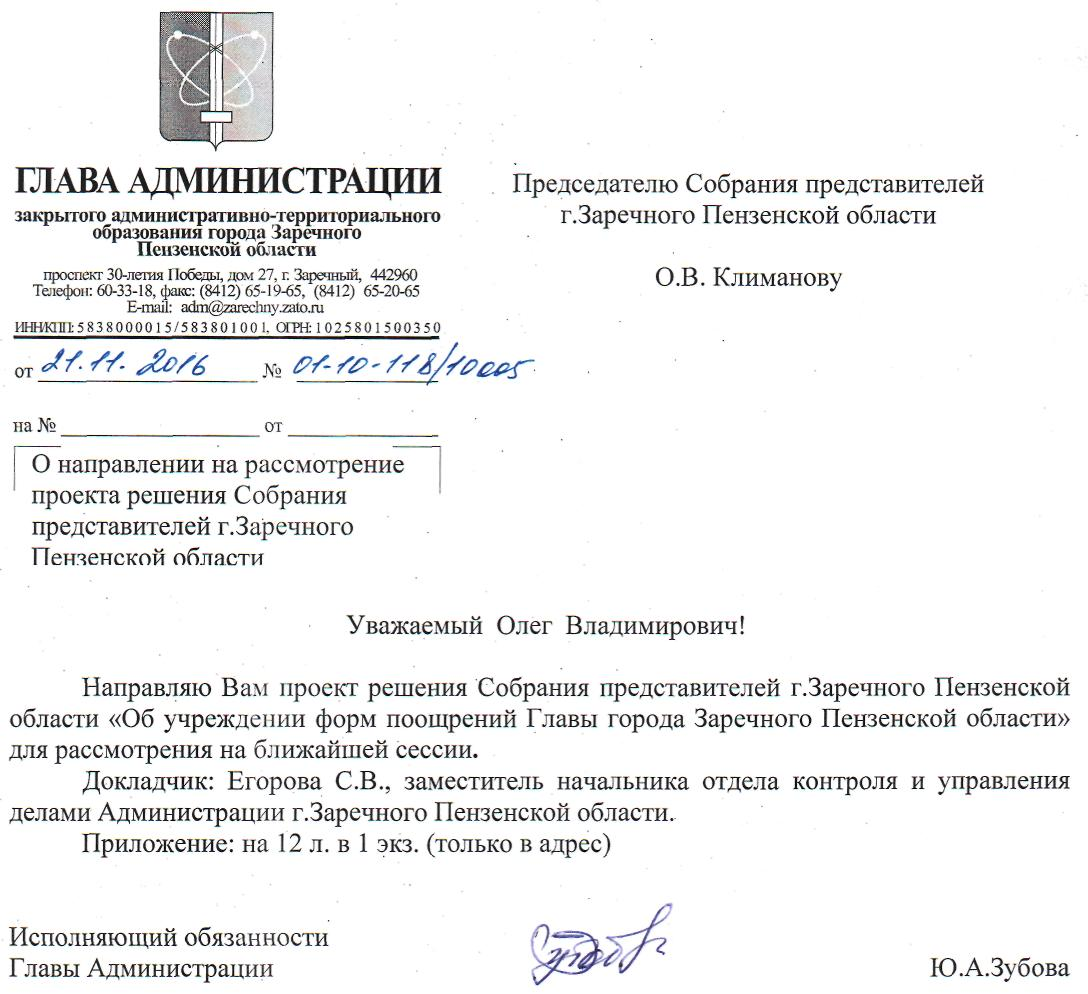 ГЛАВА АДМИНИСТРАЦИИ
закрытого административно-территориального
образования города Заречного
Пензенской области
проспект 30-летия Победы, дом 27, г. Заречный, 442960
Телефон: 60-33-18, факс: (8412) 65-19-65, (8412) 65-20-65
E-mail: adm@zarechny.zato.ru
ИНН/КПП: 5838000015/583801001, ОГРН: 1025801500350
от 21.11.2016 № 01-10-118/10005
на № ____________ от ____________
О направлении на рассмотрение
проекта решения Собрания
представителей г.Заречного
Пензенской области
Председателю Собрания представителей
г.Заречного Пензенской области
О.В. Климанову
Уважаемый Олег Владимирович!
Направляю Вам проект решения Собрания представителей г.Заречного Пензенской
области «Об учреждении форм поощрений Главы города Заречного Пензенской области»
для рассмотрения на ближайшей сессии.
Докладчик: Егорова С.В., заместитель начальника отдела контроля и управления
делами Администрации г.Заречного Пензенской области.
Приложение: на 12 л. в 1 экз. (только в адрес)
Исполняющий обязанности
Главы Администрации
Ю.А.Зубова